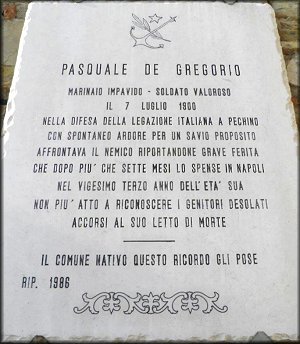 PASQUALE DE GREGORIO
MARINAIO IMPAVIDO - SOLDATO VALOROSO
IL 7 LUGLIO 1900
NELLA DIFESA DELLA LEGAZIONE ITALIANA A PECHINO
CON SPONTANEO ARDORE PER UN SAVIO PROPOSITO
AFFRONTAVA IL NEMICO RIPORTANDONE GRAVE FERITA
CHE DOPO PIU' CHE SETTE MESI LO SPENSE IN NAPOLI
NEL VIGESIMO TERZO ANNO DELL'ETA' SUA
NON PIU' ATTO A RICONOSCERE I GENITORI DESOLATI
ACCORSI AL SUO LETTO DI MORTE
IL COMUNE NATIVO QUESTO RICORDO GLI POSE
RIP. 1986